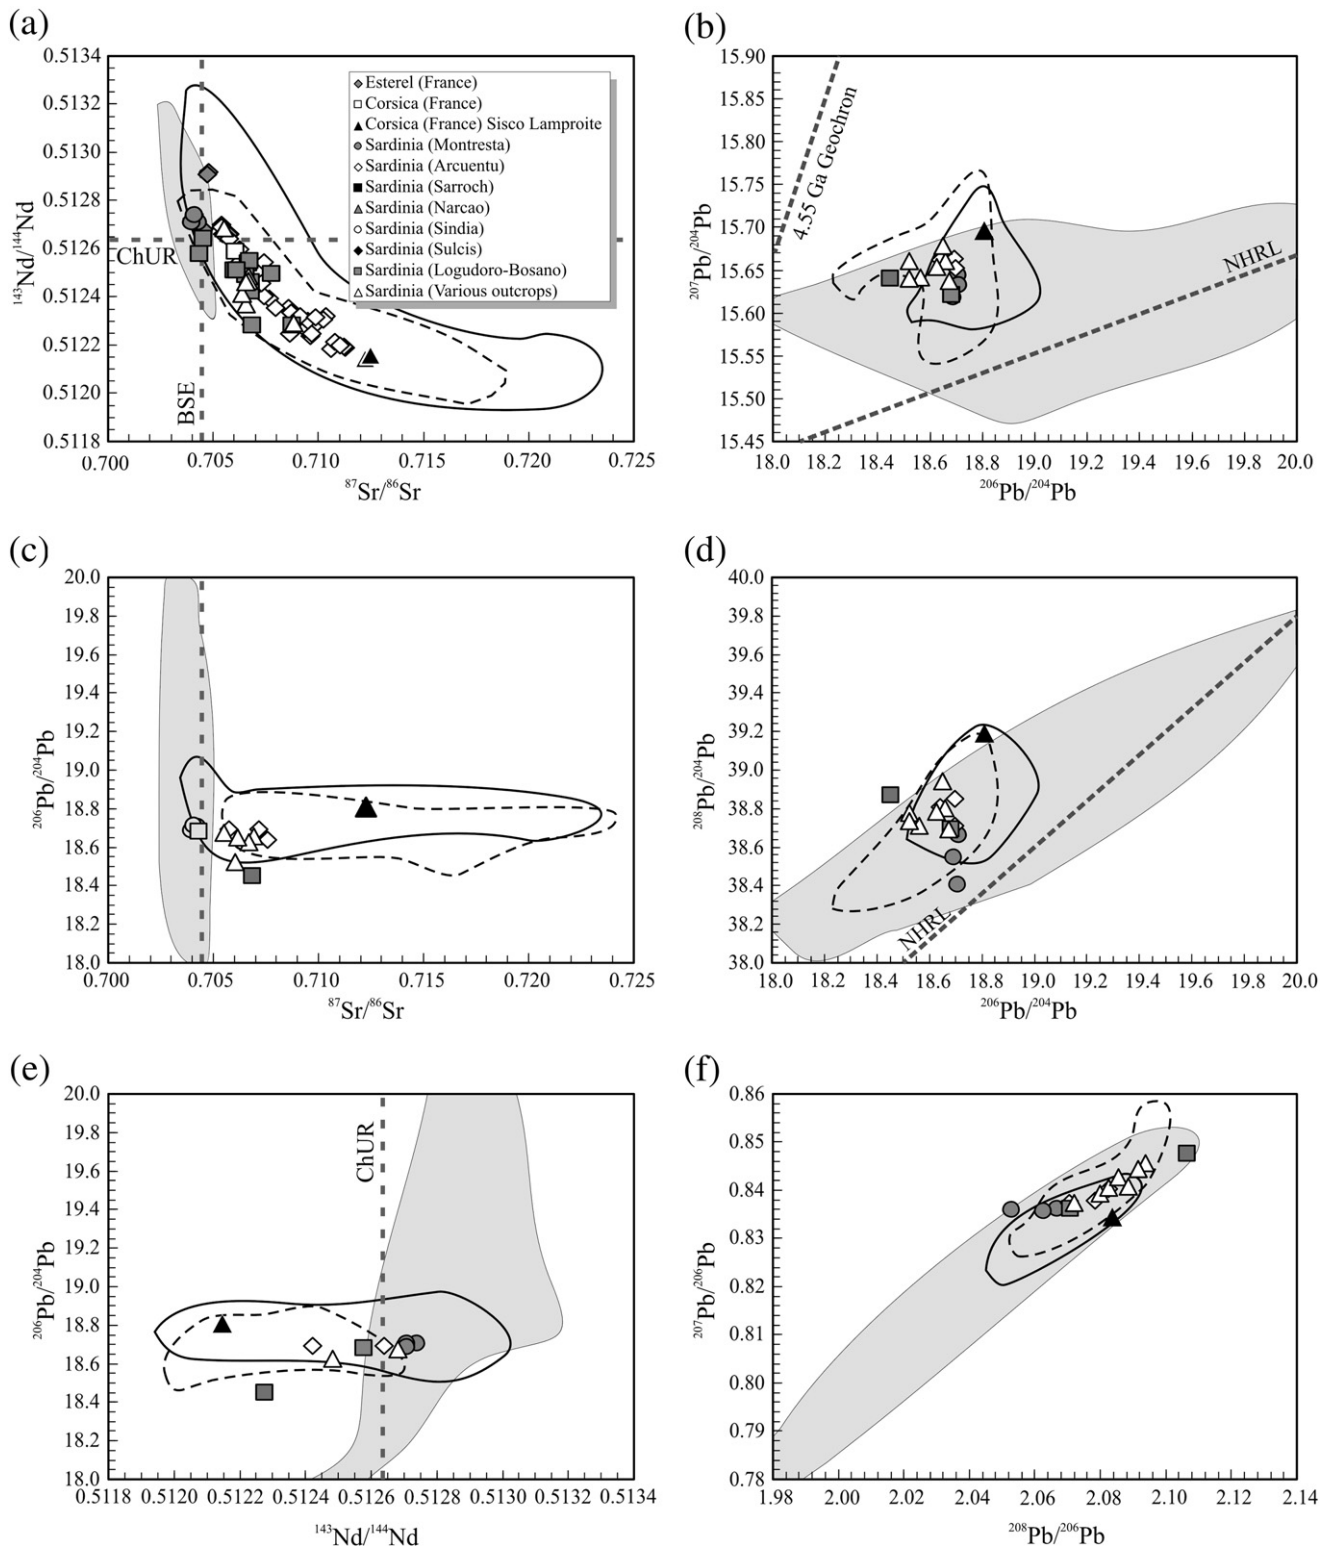 (a)
0.5134
0.5132
0.5130
0.5128
0.5126
0.5124
0.5122
0.5120
0.5118
¹⁴³Nd/¹⁴⁴Nd
ChUR
BSE
Esterel (France)
Corsica (France)
Corsica (France) Sisco Lamproite
Sardinia (Montresta)
Sardinia (Arcuentu)
Sardinia (Sarroch)
Sardinia (Narcao)
Sardinia (Sindia)
Sardinia (Sulcis)
Sardinia (Logudoro-Bosano)
Sardinia (Various outcrops)
0.700 0.705 0.710 0.715 0.720 0.725
⁸⁷Sr/⁸⁶Sr
(b)
15.90
15.85
15.80
15.75
15.70
15.65
15.60
15.55
15.50
15.45
²⁰⁷Pb/²⁰⁴Pb
4.55 Ga Geochron
NHRL
18.0 18.2 18.4 18.6 18.8 19.0 19.2 19.4 19.6 19.8 20.0
²⁰⁶Pb/²⁰⁴Pb
(c)
20.0
19.8
19.6
19.4
19.2
19.0
18.8
18.6
18.4
18.2
18.0
²⁰⁶Pb/²⁰⁴Pb
0.700 0.705 0.710 0.715 0.720 0.725
⁸⁷Sr/⁸⁶Sr
(d)
40.0
39.8
39.6
39.4
39.2
39.0
38.8
38.6
38.4
38.2
38.0
²⁰⁸Pb/²⁰⁴Pb
NHRL
18.0 18.2 18.4 18.6 18.8 19.0 19.2 19.4 19.6 19.8 20.0
²⁰⁶Pb/²⁰⁴Pb
(e)
20.0
19.8
19.6
19.4
19.2
19.0
18.8
18.6
18.4
18.2
18.0
²⁰⁶Pb/²⁰⁴Pb
ChUR
0.5118 0.5120 0.5122 0.5124 0.5126 0.5128 0.5130 0.5132 0.5134
¹⁴³Nd/¹⁴⁴Nd
(f)
0.86
0.85
0.84
0.83
0.82
0.81
0.80
0.79
0.78
²⁰⁷Pb/²⁰⁶Pb
1.98 2.00 2.02 2.04 2.06 2.08 2.10 2.12 2.14
²⁰⁸Pb/²⁰⁶Pb